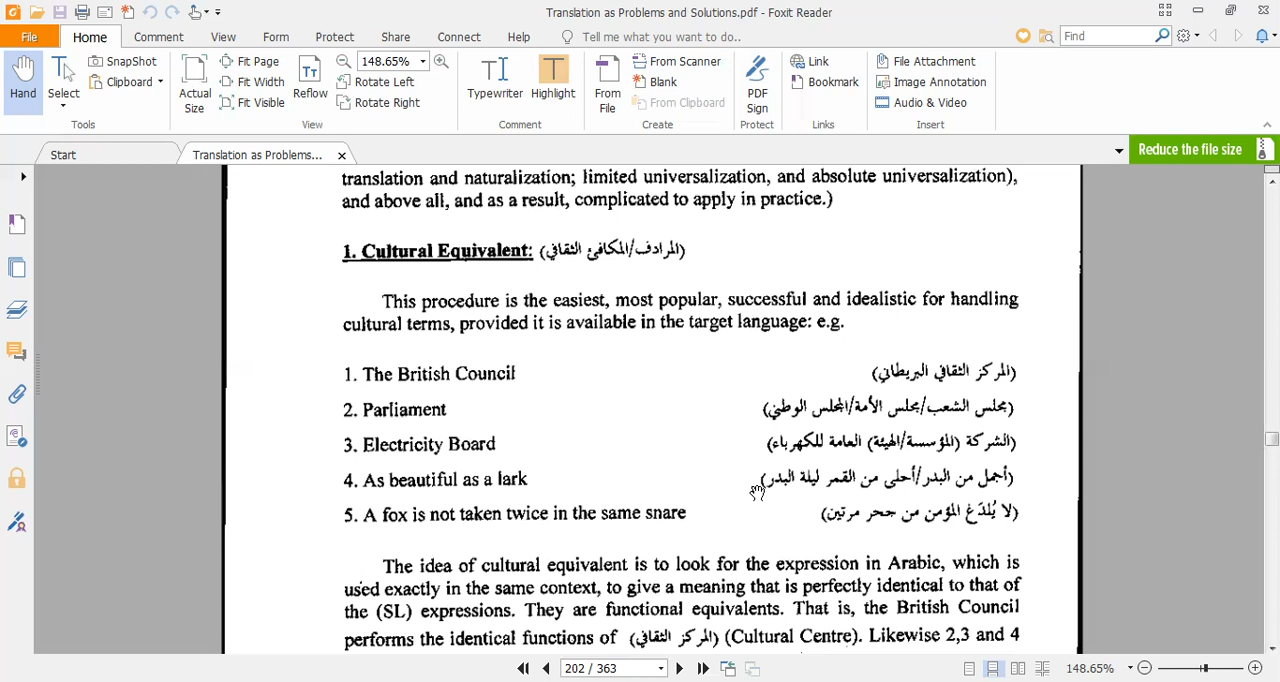 Translation as Problems and Solutions.pdf - Foxit Reader
File Home Comment View Form Protect Share Connect Help Tell me what you want to do.. Find
Hand Select SnapShot Clipboard Actual Size Fit Page Fit Width Fit Visible Reflow 148.65% Rotate Left Rotate Right Typewriter Highlight From File From Scanner Blank From Clipboard PDF Sign Link Bookmark File Attachment Image Annotation Audio & Video
Tools View Comment Create Protect Links Insert
Start Translation as Problems... Reduce the file size
translation and naturalization; limited universalization, and absolute universalization),
and above all, and as a result, complicated to apply in practice.)
1. Cultural Equivalent: (المرادف/المكافئ الثقافي)
This procedure is the easiest, most popular, successful and idealistic for handling
cultural terms, provided it is available in the target language: e.g.
1. The British Council (المركز الثقافي البريطاني)
2. Parliament (مجلس الشعب/مجلس الأمة/المجلس الوطني)
3. Electricity Board (الشركة (المؤسسة/الهيئة) العامة للكهرباء)
4. As beautiful as a lark (أجمل من البدر/أحلى من القمر ليلة البدر)
5. A fox is not taken twice in the same snare (لا يُلدَغ المؤمن من جحر مرتين)
The idea of cultural equivalent is to look for the expression in Arabic, which is
used exactly in the same context, to give a meaning that is perfectly identical to that of
the (SL) expressions. They are functional equivalents. That is, the British Council
performs the identical functions of (المركز الثقافي) (Cultural Centre). Likewise 2,3 and 4
202 / 363 148.65%